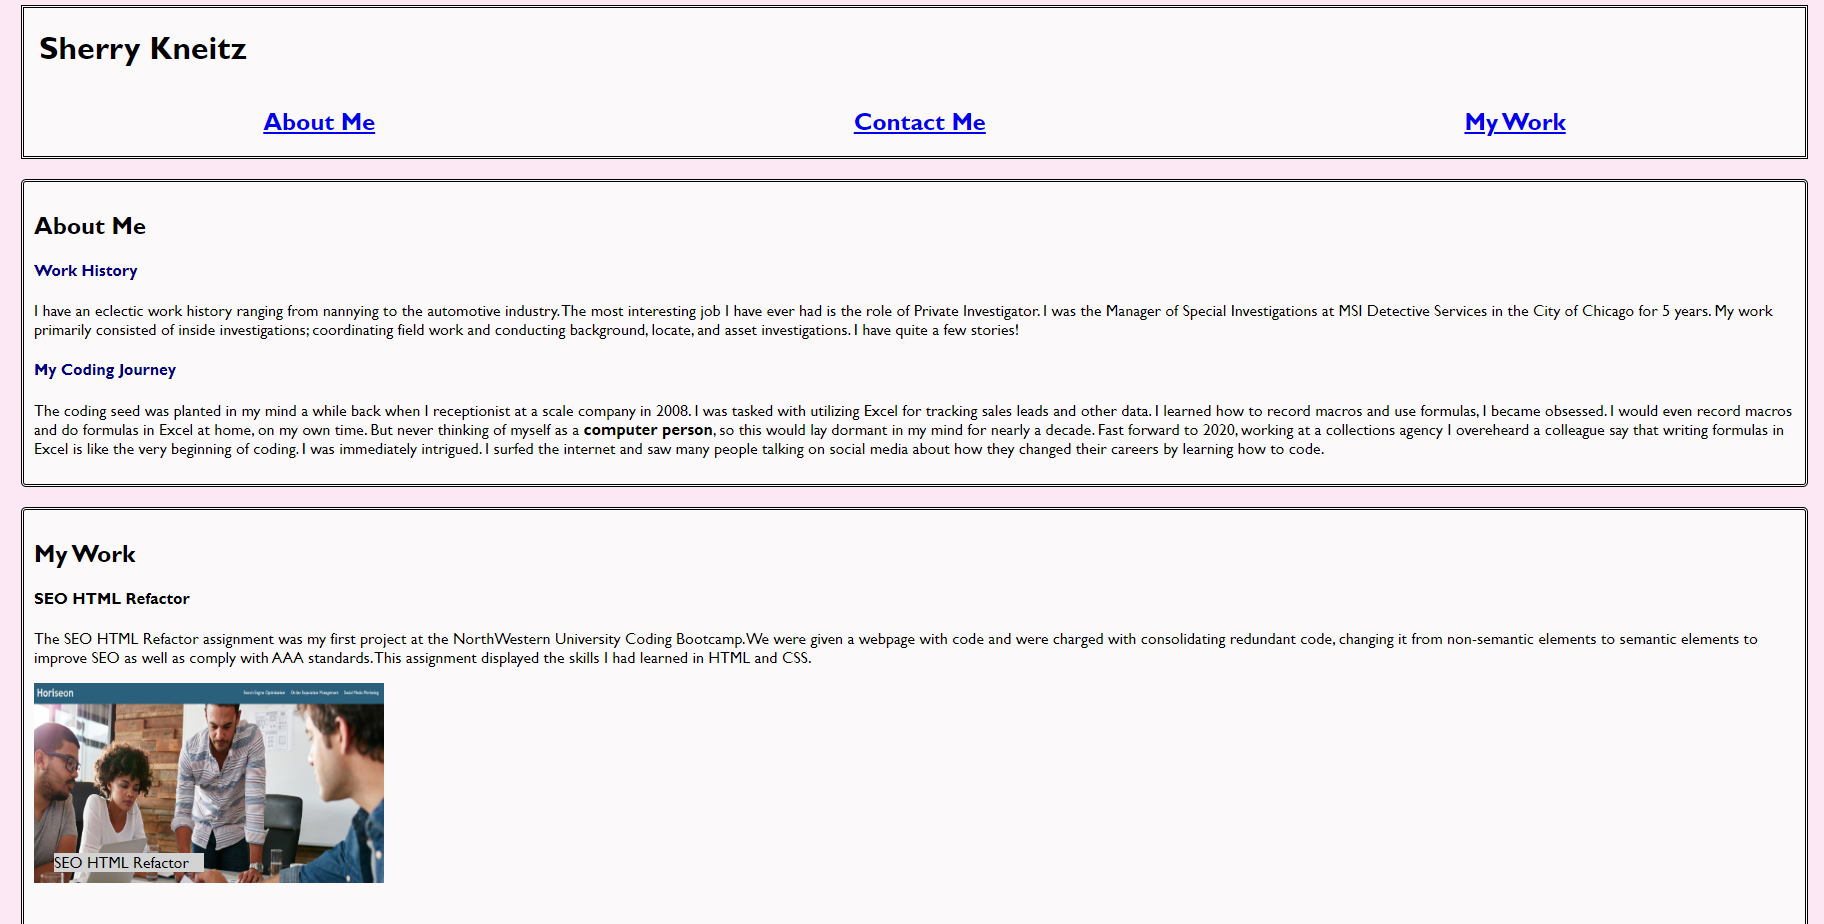 Sherry Kneitz
About Me
Contact Me
My Work
About Me
Work History
I have an eclectic work history ranging from nannying to the automotive industry. The most interesting job I have ever had is the role of Private Investigator. I was the Manager of Special Investigations at MSI Detective Services in the City of Chicago for 5 years. My work
primarily consisted of inside investigations; coordinating field work and conducting background, locate, and asset investigations. I have quite a few stories!
My Coding Journey
The coding seed was planted in my mind a while back when I receptionist at a scale company in 2008. I was tasked with utilizing Excel for tracking sales leads and other data. I learned how to record macros and use formulas, I became obsessed. I would even record macros
and do formulas in Excel at home, on my own time. But never thinking of myself as a computer person, so this would lay dormant in my mind for nearly a decade. Fast forward to 2020, working at a collections agency I overeheard a colleague say that writing formulas in
Excel is like the very beginning of coding. I was immediately intrigued. I surfed the internet and saw many people talking on social media about how they changed their careers by learning how to code.
My Work
SEO HTML Refactor
The SEO HTML Refactor assignment was my first project at the NorthWestern University Coding Bootcamp. We were given a webpage with code and were charged with consolidating redundant code, changing it from non-semantic elements to semantic elements to
improve SEO as well as comply with AAA standards. This assignment displayed the skills I had learned in HTML and CSS.
Horiseon
Search Engine Optimization Online Reputation Management Social Media Marketing
SEO HTML Refactor